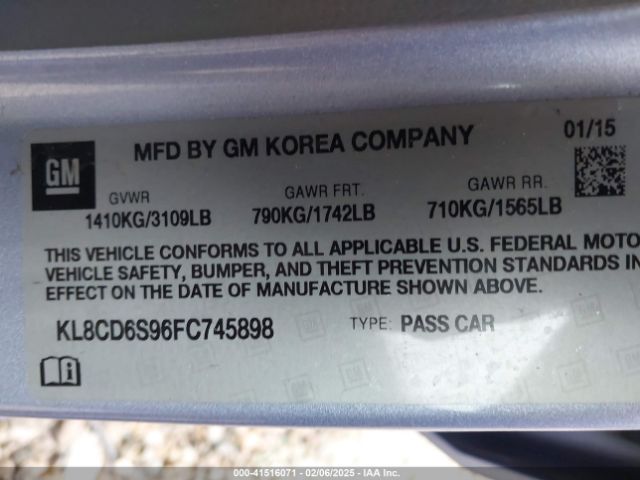 GM
MFD BY GM KOREA COMPANY
01/15
GVWR
GAWR FRT.
GAWR RR.
1410KG/3109LB
790KG/1742LB
710KG/1565LB
THIS VEHICLE CONFORMS TO ALL APPLICABLE U.S. FEDERAL MOTO
VEHICLE SAFETY, BUMPER, AND THEFT PREVENTION STANDARDS IN
EFFECT ON THE DATE OF MANUFACTURE SHOWN ABOVE.
KL8CD6S96FC745898
TYPE: PASS CAR
000-41516071 | 02/06/2025 | IAA Inc.